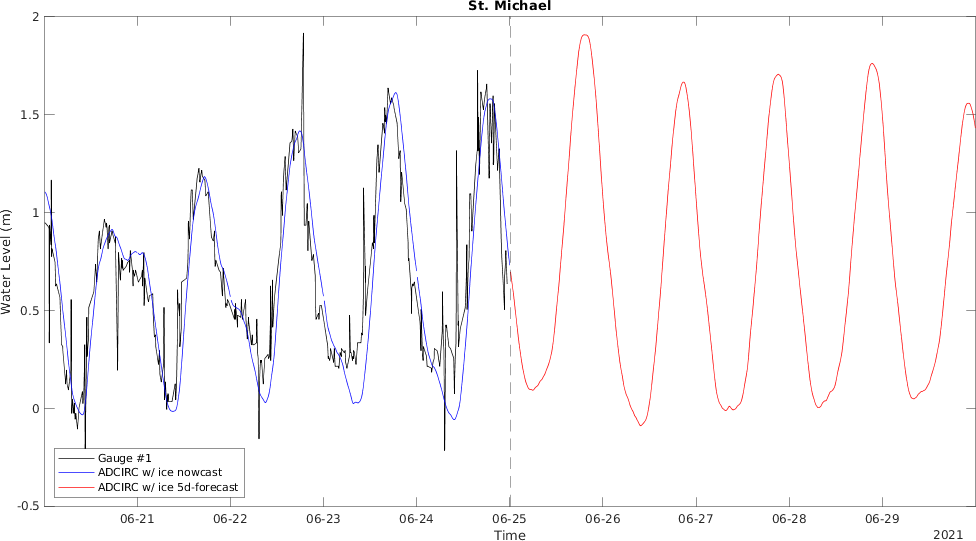 St. Michael
2
1.5
1
0.5
0
-0.5
Water Level (m)
Gauge #1
ADCIRC w/ ice nowcast
ADCIRC w/ ice 5d-forecast
06-21 06-22 06-23 06-24 06-25 06-26 06-27 06-28 06-29
Time
2021